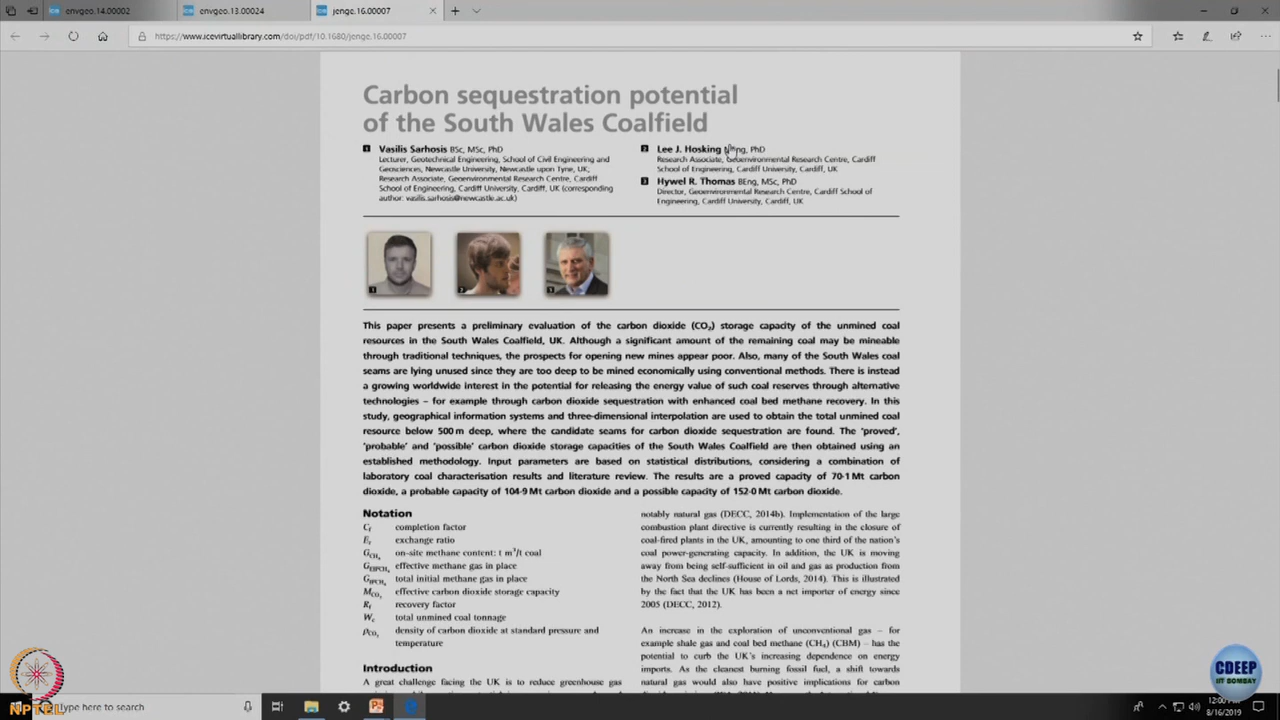 envgeo.14.00002
envgeo.13.00024
jenge.16.00007
https://www.icevirtuallibrary.com/doi/pdf/10.1680/jenge.16.00007
Carbon sequestration potential
of the South Wales Coalfield
1 Vasilis Sarhosis BSc, MSc, PhD
Lecturer, Geotechnical Engineering, School of Civil Engineering and
Geosciences, Newcastle University, Newcastle upon Tyne, UK;
Research Associate, Geoenvironmental Research Centre, Cardiff
School of Engineering, Cardiff University, Cardiff, UK (corresponding
author: vasilis.sarhosis@newcastle.ac.uk)
2 Lee J. Hosking PhD
Research Associate, Geoenvironmental Research Centre, Cardiff
School of Engineering, Cardiff University, UK
3 Hywel R. Thomas BEng, MSc, PhD
Director, Geoenvironmental Research Centre, Cardiff School of
Engineering, Cardiff University, Cardiff, UK
1
2
3
This paper presents a preliminary evaluation of the carbon dioxide (CO₂) storage capacity of the unmined coal
resources in the South Wales Coalfield, UK. Although a significant amount of the remaining coal may be mineable
through traditional techniques, the prospects for opening new mines appear poor. Also, many of the South Wales coal
seams are lying unused since they are too deep to be mined economically using conventional methods. There is instead
a growing worldwide interest in the potential for releasing the energy value of such coal reserves through alternative
technologies – for example through carbon dioxide sequestration with enhanced coal bed methane recovery. In this
study, geographical information systems and three-dimensional interpolation are used to obtain the total unmined coal
resource below 500 m deep, where the candidate seams for carbon dioxide sequestration are found. The 'proved',
'probable' and 'possible' carbon dioxide storage capacities of the South Wales Coalfield are then obtained using an
established methodology. Input parameters are based on statistical distributions, considering a combination of
laboratory coal characterisation results and literature review. The results are a proved capacity of 70·1 Mt carbon
dioxide, a probable capacity of 104·9 Mt carbon dioxide and a possible capacity of 152·0 Mt carbon dioxide.
Notation
completion factor
exchange ratio
on-site methane content: t m³/t coal
effective methane gas in place
total initial methane gas in place
effective carbon dioxide storage capacity
recovery factor
total unmined coal tonnage
density of carbon dioxide at standard pressure and
temperature
Introduction
A great challenge facing the UK is to reduce greenhouse gas
notably natural gas (DECC, 2014b). Implementation of the large
combustion plant directive is currently resulting in the closure of
coal-fired plants in the UK, amounting to one third of the nation's
coal power-generating capacity. In addition, the UK is moving
away from being self-sufficient in oil and gas as production from
the North Sea declines (House of Lords, 2014). This is illustrated
by the fact that the UK has been a net importer of energy since
2005 (DECC, 2012).
An increase in the exploration of unconventional gas – for
example shale gas and coal bed methane (CH₄) (CBM) – has the
potential to curb the UK's increasing dependence on energy
imports. As the cleanest burning fossil fuel, a shift towards
natural gas would also have positive implications for carbon
NPTEL
CDEEP
IIT BOMBAY
ype here to search
8/16/2019